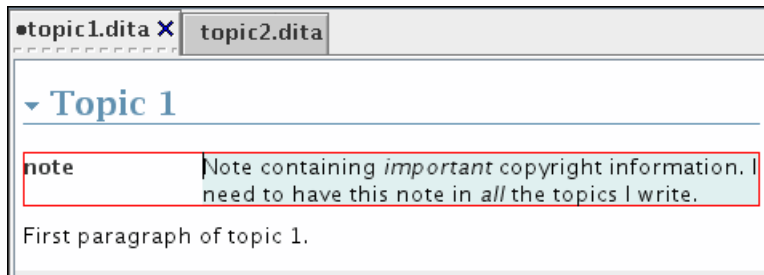 •topic1.dita X topic2.dita
Topic 1
note Note containing important copyright information. I
need to have this note in all the topics I write.
First paragraph of topic 1.